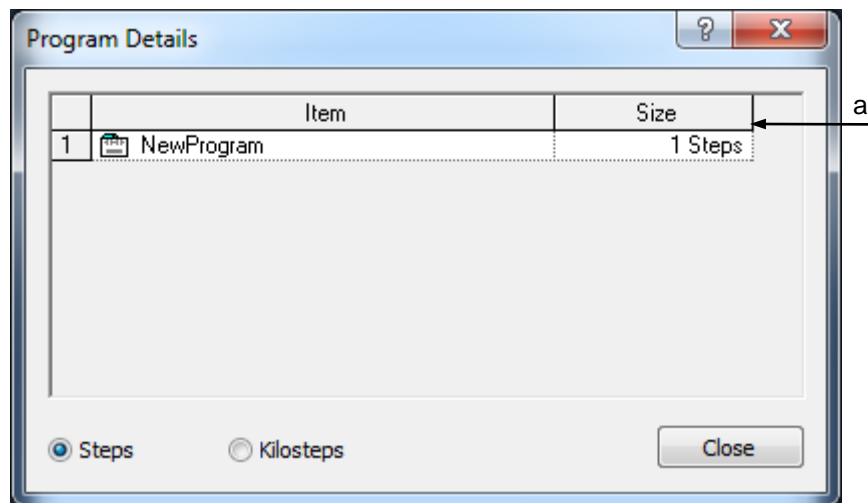 Program Details
?
Item Size
a
1 NewProgram 1 Steps
Steps Kilosteps Close